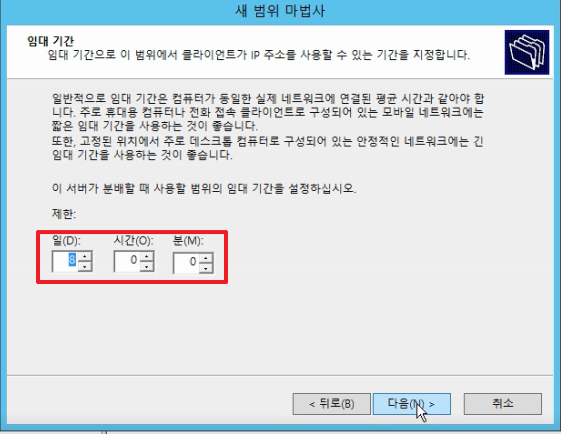 새 범위 마법사
임대 기간
임대 기간으로 이 범위에서 클라이언트가 IP 주소를 사용할 수 있는 기간을 지정합니다.
일반적으로 임대 기간은 컴퓨터가 동일한 실제 네트워크에 연결된 평균 시간과 같아야 합
니다. 주로 휴대용 컴퓨터나 전화 접속 클라이언트로 구성되어 있는 모바일 네트워크에는
짧은 임대 기간을 사용하는 것이 좋습니다.
또한, 고정된 위치에서 주로 데스크톱 컴퓨터로 구성되어 있는 안정적인 네트워크에는 긴
임대 기간을 사용하는 것이 좋습니다.
이 서버가 분배할 때 사용할 범위의 임대 기간을 설정하십시오.
제한:
일(D): 시간(O): 분(M):
8 0 0
< 뒤로(B) 다음(N) > 취소